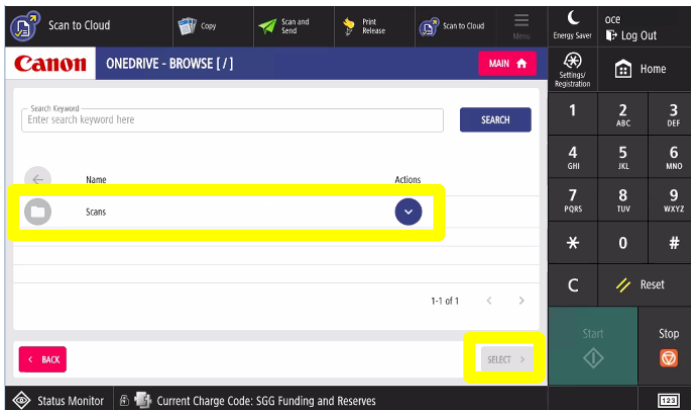 Scan to Cloud
Copy
Scan and
Send
Print
Release
Scan to Cloud
Menu
Energy Saver
oce
Log Out
Canon
ONEDRIVE - BROWSE [ / ]
MAIN
Settings/
Registration
Home
Search Keyword
Enter search keyword here
SEARCH
1
2
ABC
3
DEF
4
GHI
5
JKL
6
MNO
Name
Actions
Scans
7
PQRS
8
TUV
9
WXYZ
0
#
C
Reset
1-1 of 1
Start
Stop
BACK
SELECT
Status Monitor
Current Charge Code: SGG Funding and Reserves
123